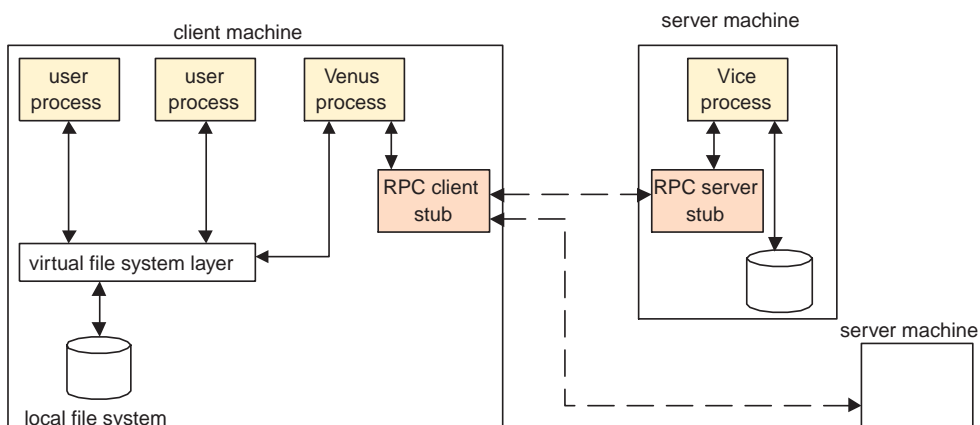 client machine
server machine
user
process
user
process
Venus
process
Vice
process
RPC client
stub
RPC server
stub
virtual file system layer
server machine
local file system